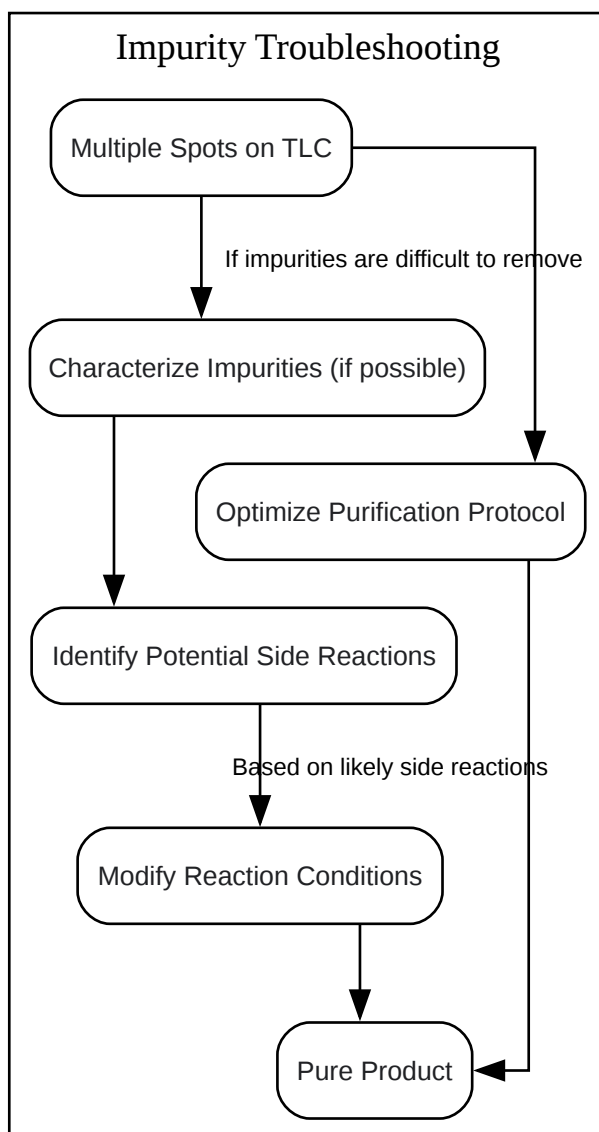 Impurity Troubleshooting
Multiple Spots on TLC
If impurities are difficult to remove
Characterize Impurities (if possible)
Optimize Purification Protocol
Identify Potential Side Reactions
Based on likely side reactions
Modify Reaction Conditions
Pure Product